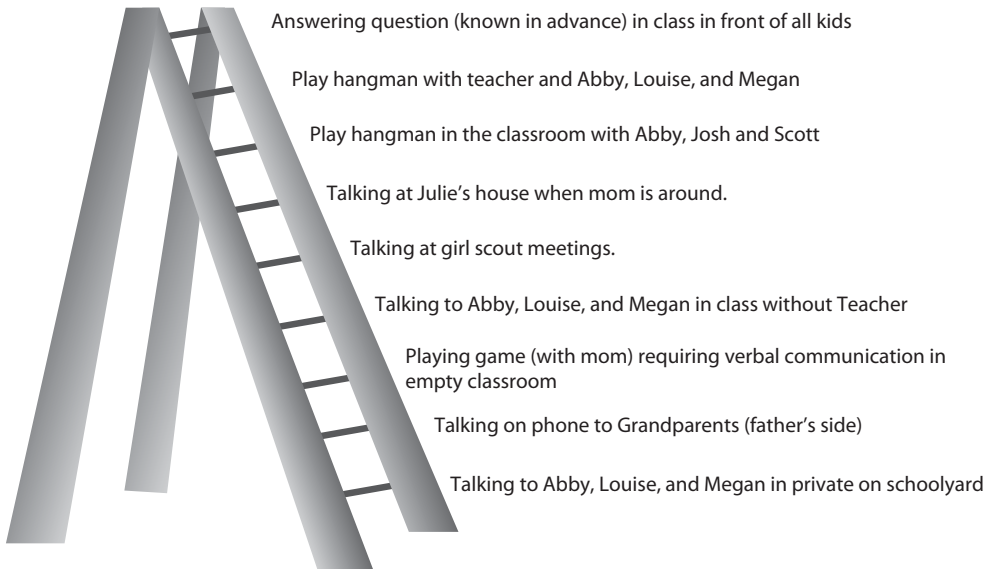 Answering question (known in advance) in class in front of all kids
Play hangman with teacher and Abby, Louise, and Megan
Play hangman in the classroom with Abby, Josh and Scott
Talking at Julie’s house when mom is around.
Talking at girl scout meetings.
Talking to Abby, Louise, and Megan in class without Teacher
Playing game (with mom) requiring verbal communication in
empty classroom
Talking on phone to Grandparents (father’s side)
Talking to Abby, Louise, and Megan in private on schoolyard